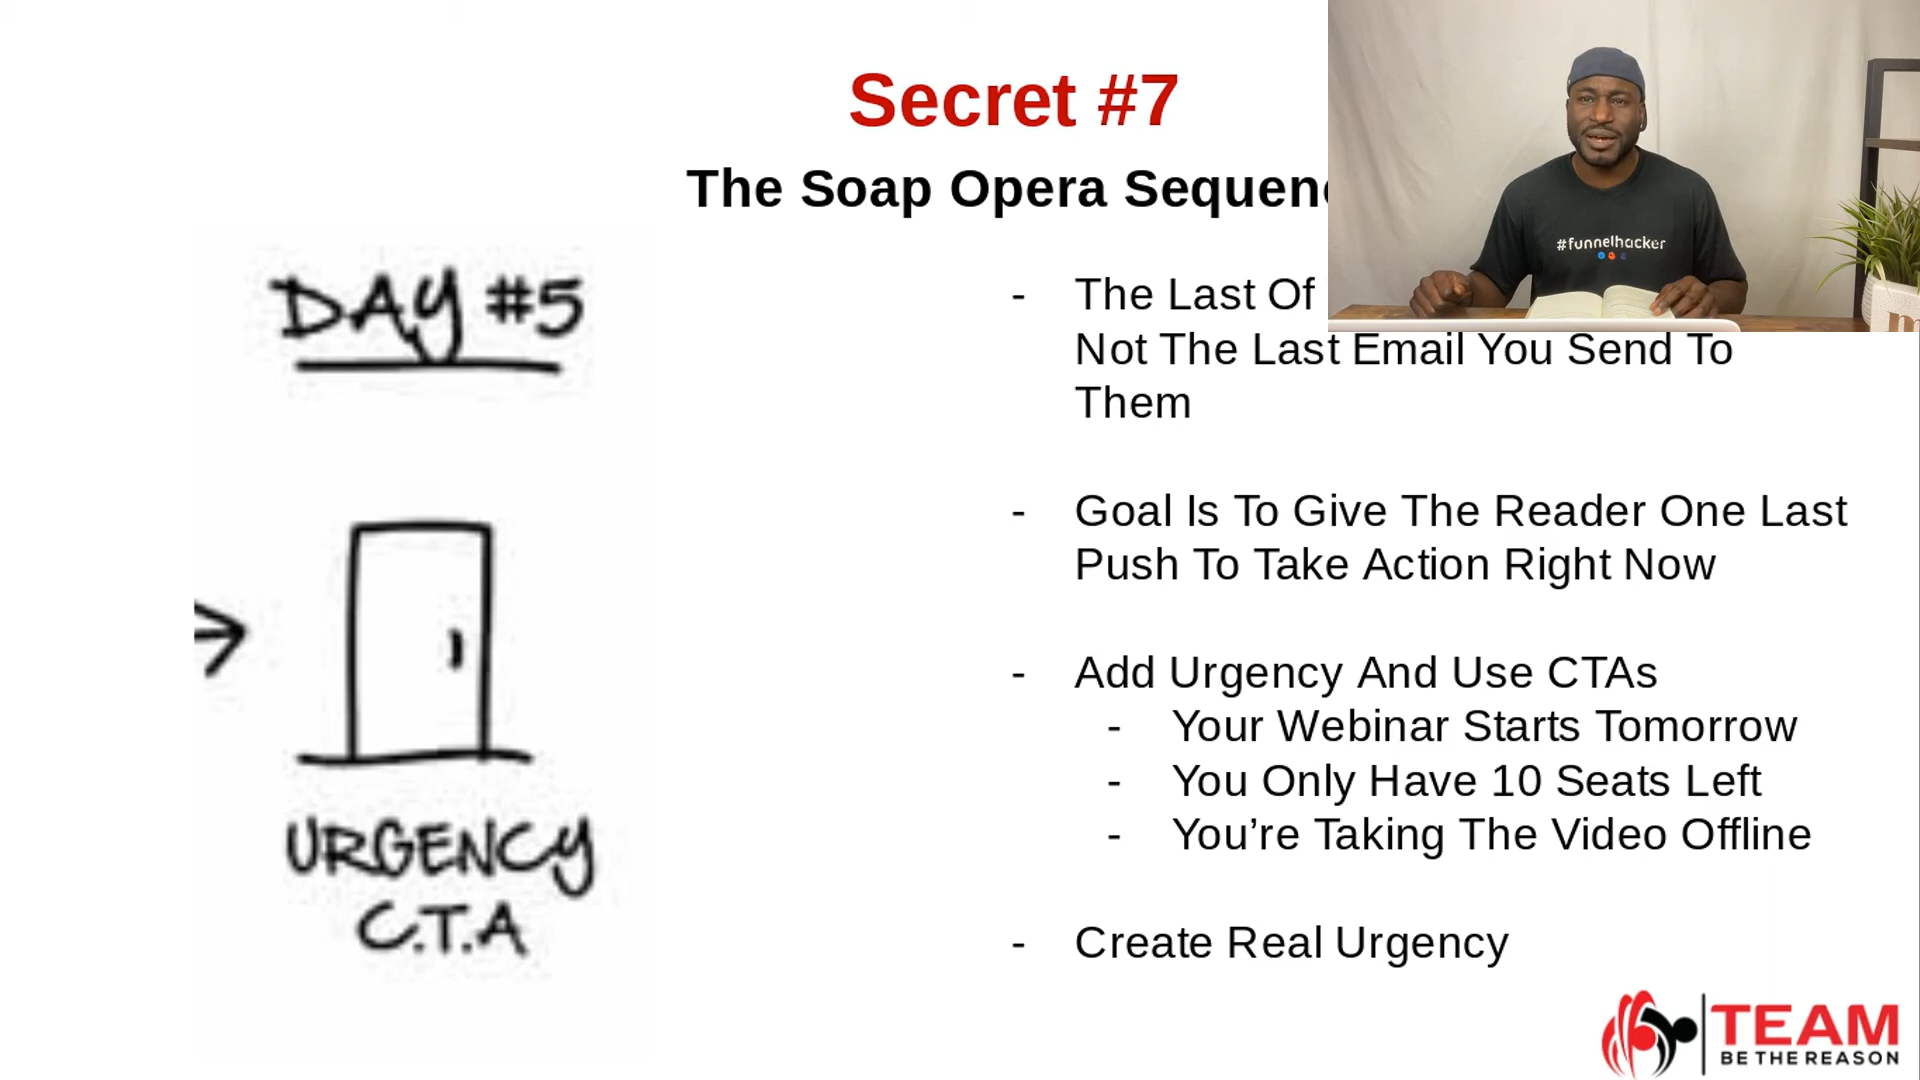 Secret #7
The Soap Opera Sequenc
#funnelhacker
DAY #5
- The Last Of
Not The Last Email You Send To
Them
- Goal Is To Give The Reader One Last
Push To Take Action Right Now
- Add Urgency And Use CTAs
- Your Webinar Starts Tomorrow
- You Only Have 10 Seats Left
- You’re Taking The Video Offline
- Create Real Urgency
URGENCY
C.T.A
TEAM
BE THE REASON